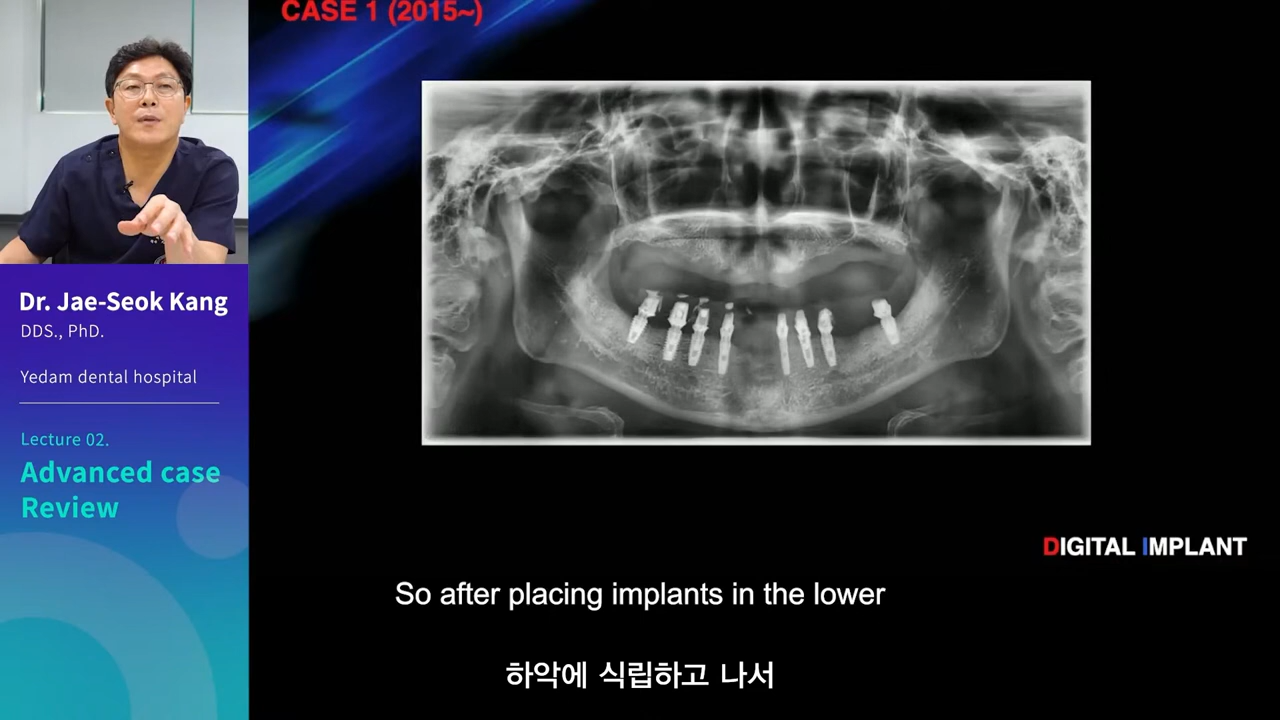 CASE 1 (2015~)
Dr. Jae-Seok Kang
DDS., PhD.
Yedam dental hospital
Lecture 02.
Advanced case
Review
DIGITAL IMPLANT
So after placing implants in the lower
하악에 식립하고 나서